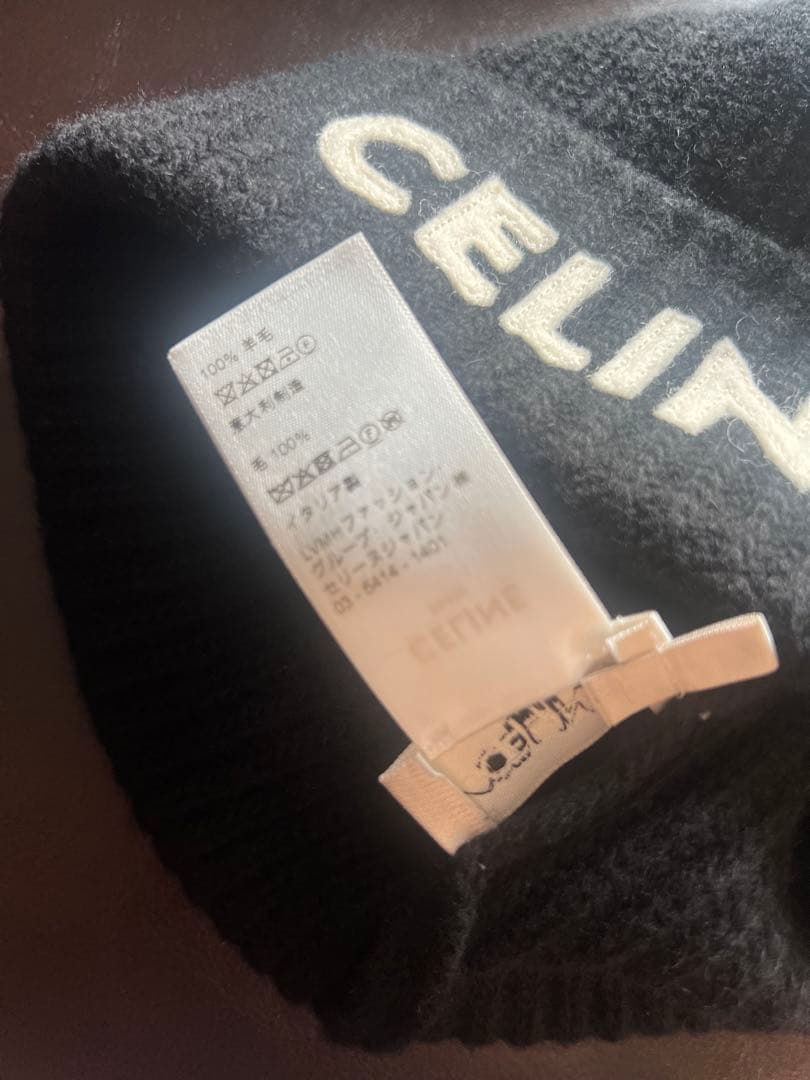 CELIN
100% 羊毛
意大利制造
毛 100%
イタリア製
LVMHファッション・
グループ・ジャパン㈱
セリーヌジャパン
03 - 5414 - 1401
CELINE